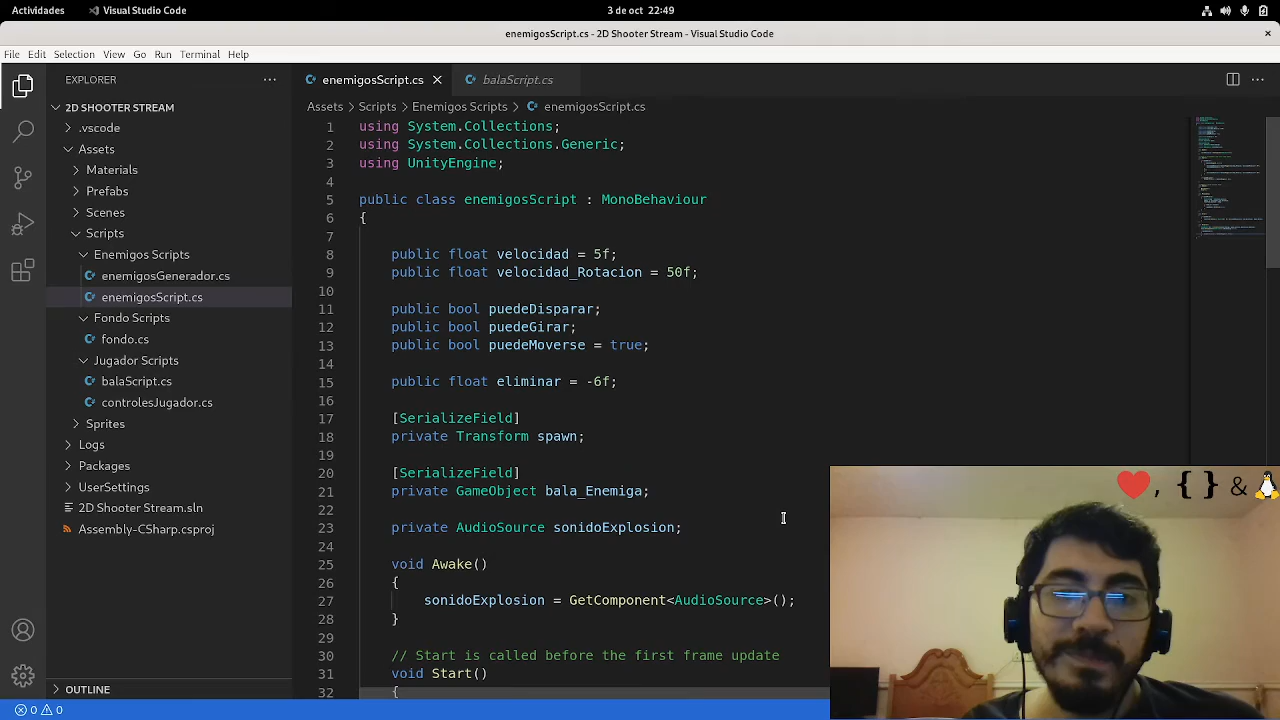 Actividades
Visual Studio Code
3 de oct 22:49
enemigosScript.cs - 2D Shooter Stream - Visual Studio Code
File Edit Selection View Go Run Terminal Help
EXPLORER
2D SHOOTER STREAM
.vscode
Assets
Materials
Prefabs
Scenes
Scripts
Enemigos Scripts
enemigosGenerador.cs
enemigosScript.cs
Fondo Scripts
fondo.cs
Jugador Scripts
balaScript.cs
controlesJugador.cs
Sprites
Logs
Packages
UserSettings
2D Shooter Stream.sln
Assembly-CSharp.csproj
OUTLINE
0 0
enemigosScript.cs
balaScript.cs
Assets > Scripts > Enemigos Scripts > enemigosScript.cs
1 using System.Collections;
2 using System.Collections.Generic;
3 using UnityEngine;
4
5 public class enemigosScript : MonoBehaviour
6 {
7
8 public float velocidad = 5f;
9 public float velocidad_Rotacion = 50f;
10
11 public bool puedeDisparar;
12 public bool puedeGirar;
13 public bool puedeMoverse = true;
14
15 public float eliminar = -6f;
16
17 [SerializeField]
18 private Transform spawn;
19
20 [SerializeField]
21 private GameObject bala_Enemiga;
22
23 private AudioSource sonidoExplosion;
24
25 void Awake()
26 {
27 sonidoExplosion = GetComponent<AudioSource>();
28 }
29
30 // Start is called before the first frame update
31 void Start()
32 {
, { } &